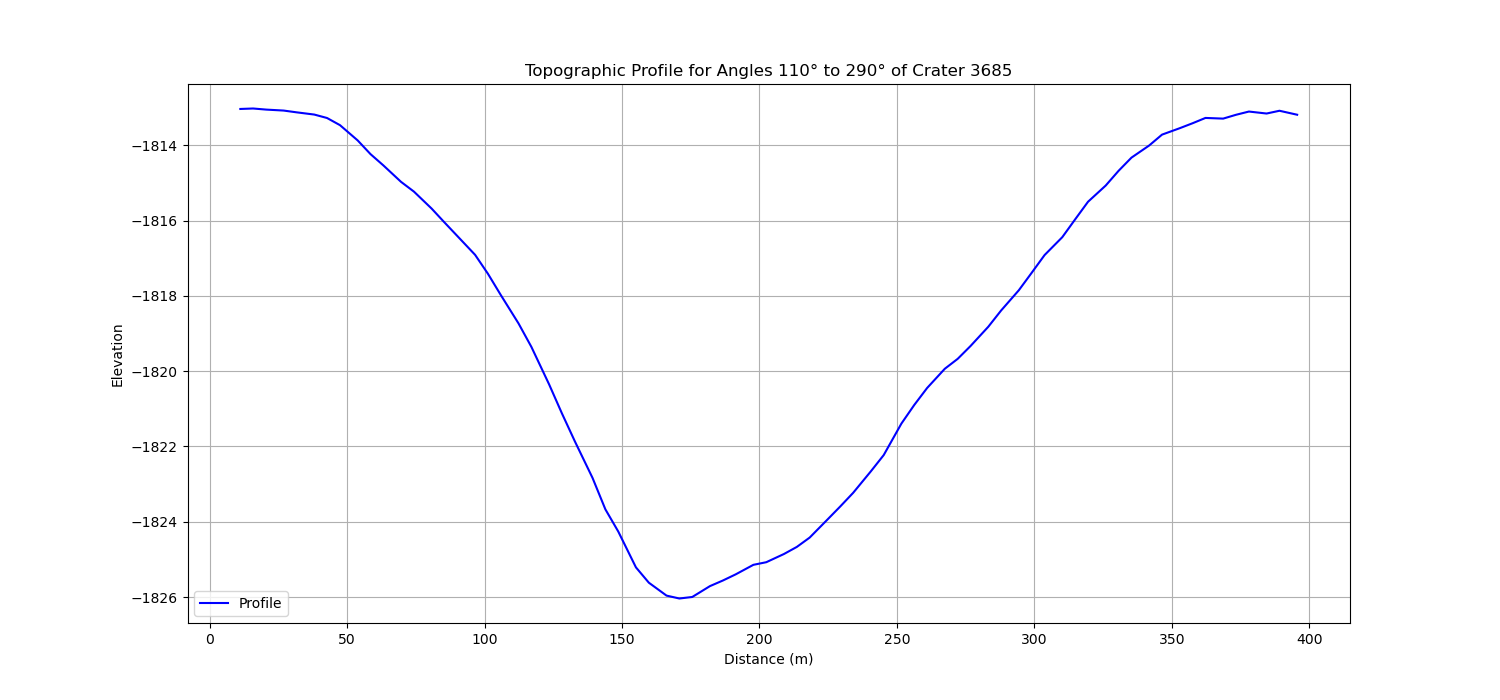 Topographic Profile for Angles 110° to 290° of Crater 3685
Elevation
−1814
−1816
−1818
−1820
−1822
−1824
−1826
Profile
0 50 100 150 200 250 300 350 400
Distance (m)